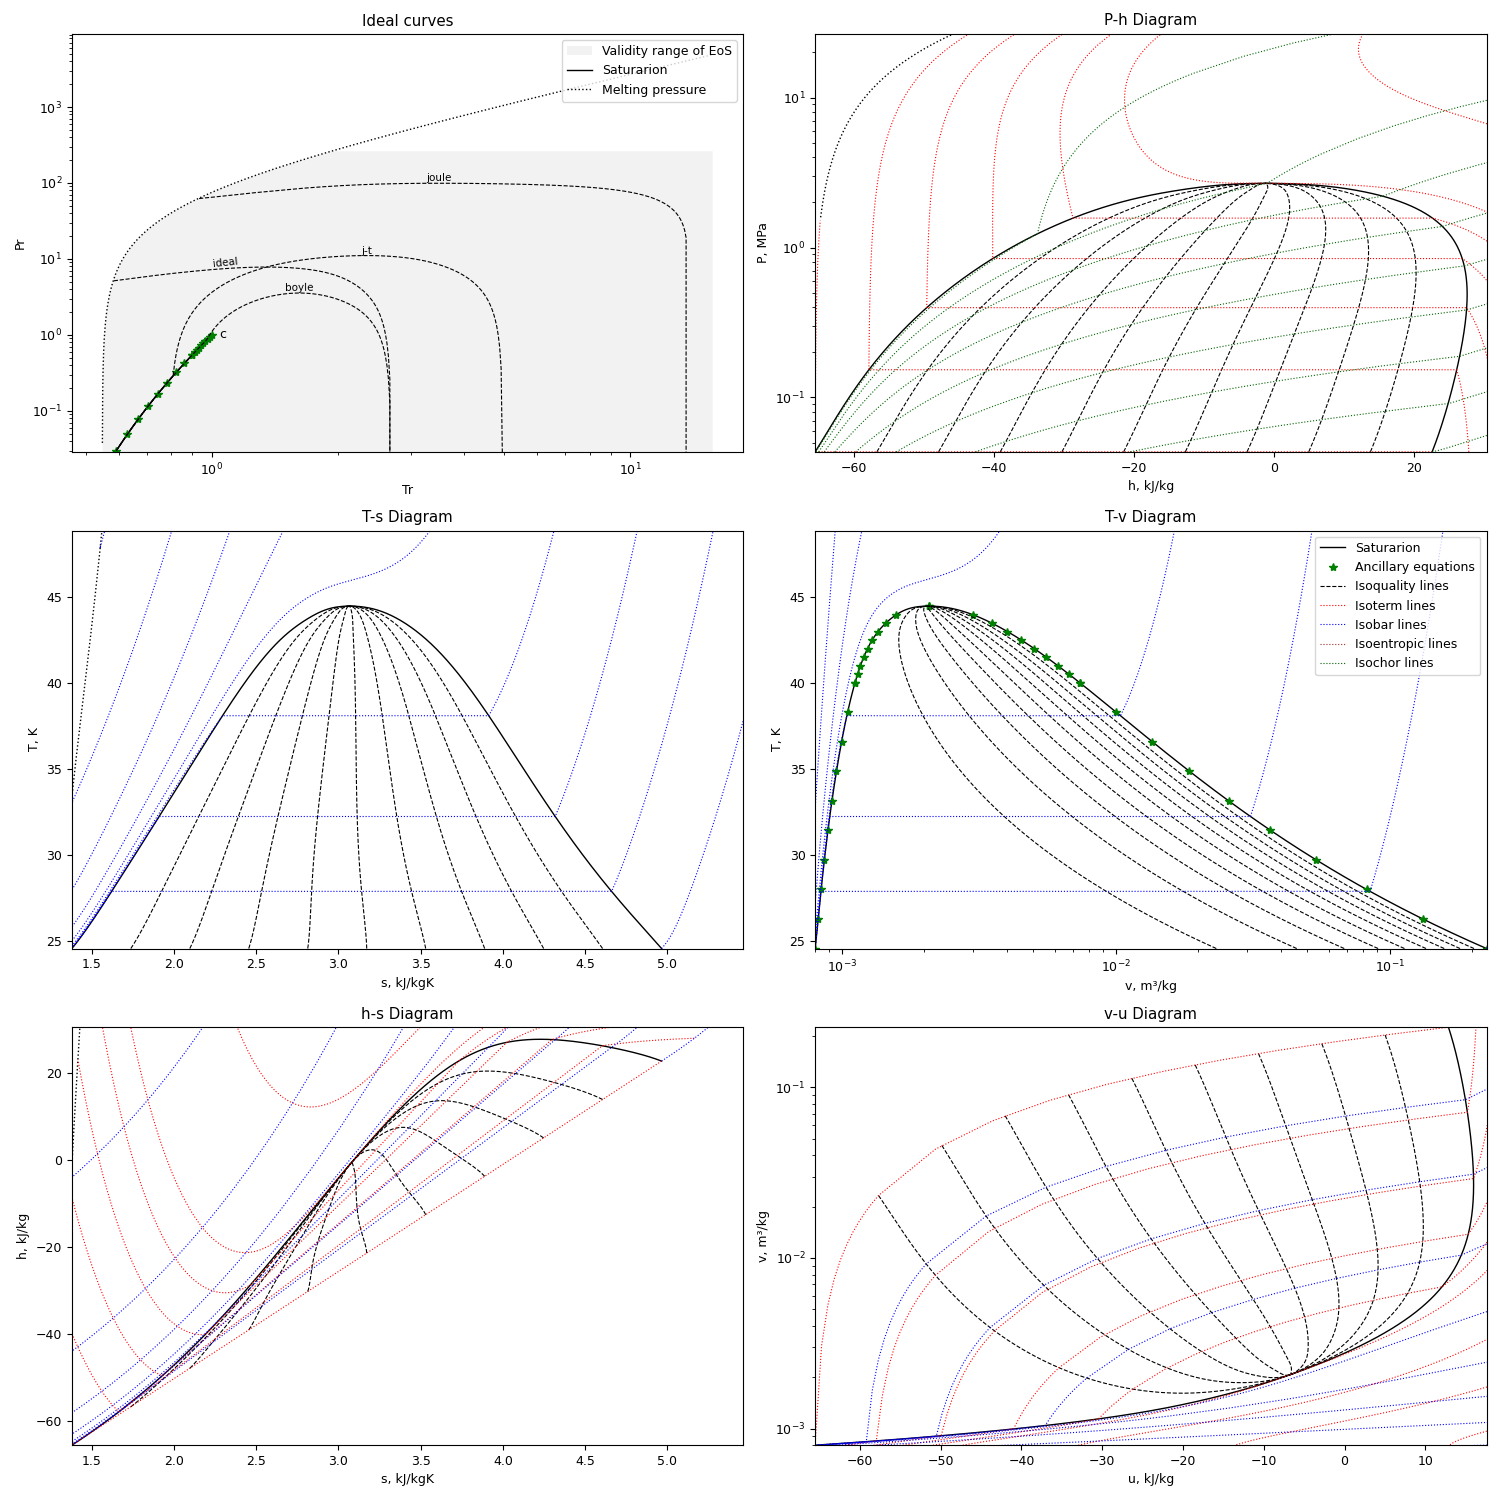 Ideal curves
Validity range of EoS
Saturarion
Melting pressure
joule
ideal
j-t
boyle
c
10³
10²
10¹
10⁰
10⁻¹
Pr
10⁰ 10¹
Tr
P-h Diagram
10¹
10⁰
10⁻¹
P, MPa
−60 −40 −20 0 20
h, kJ/kg
T-s Diagram
45
40
35
30
25
T, K
1.5 2.0 2.5 3.0 3.5 4.0 4.5 5.0
s, kJ/kgK
T-v Diagram
Saturarion
Ancillary equations
Isoquality lines
Isoterm lines
Isobar lines
Isoentropic lines
Isochor lines
45
40
35
30
25
T, K
10⁻³ 10⁻² 10⁻¹
v, m³/kg
h-s Diagram
20
0
−20
−40
−60
h, kJ/kg
1.5 2.0 2.5 3.0 3.5 4.0 4.5 5.0
s, kJ/kgK
v-u Diagram
10⁻¹
10⁻²
10⁻³
v, m³/kg
−60 −50 −40 −30 −20 −10 0 10
u, kJ/kg